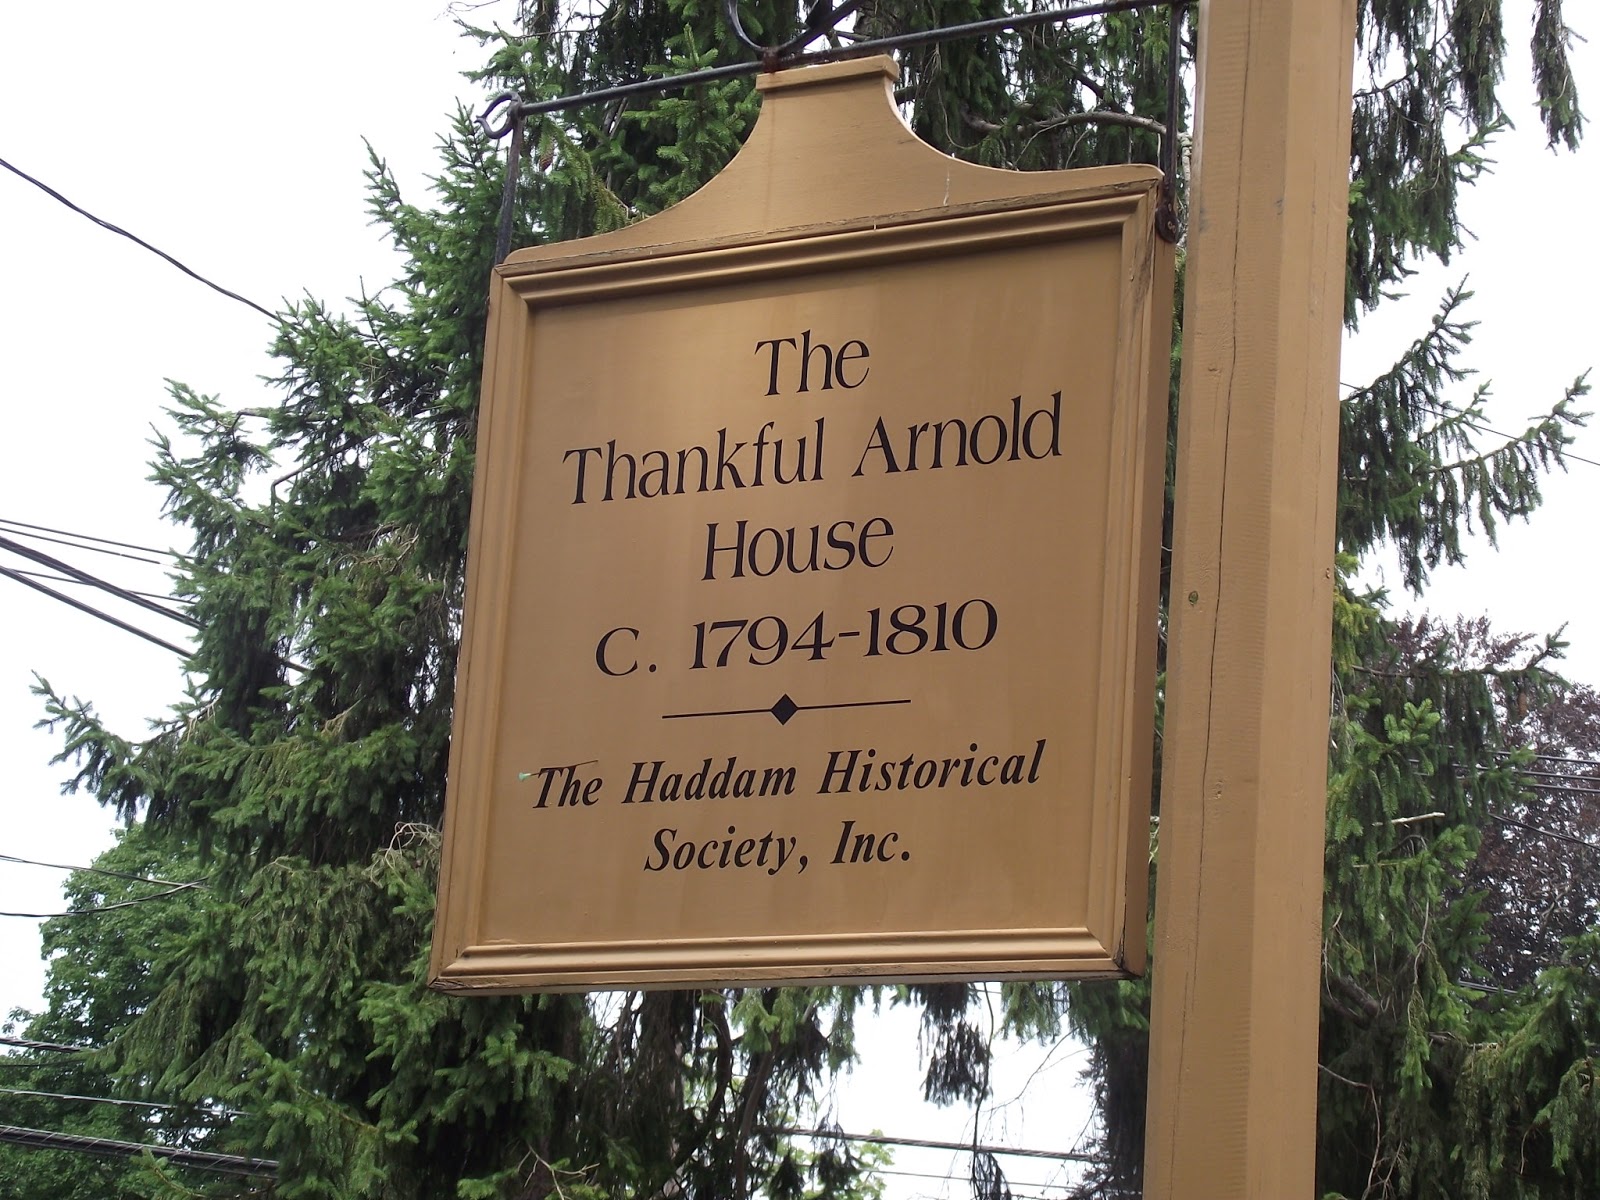 The
Thankful Arnold
House
C. 1794-1810
The Haddam Historical
Society, Inc.